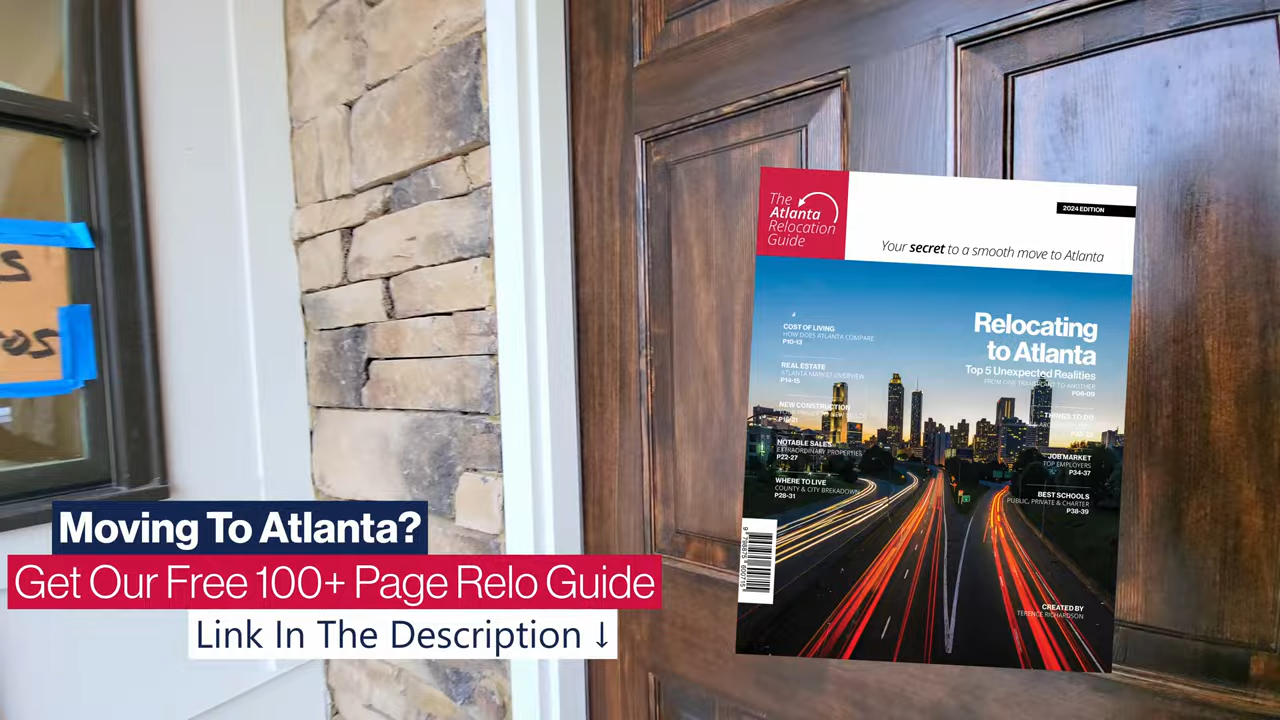 The
Atlanta
Relocation
Guide
2024 EDITION
Your secret to a smooth move to Atlanta
COST OF LIVING
HOW DOES ATLANTA COMPARE
P10-13
REAL ESTATE
ATLANTA MARKET OVERVIEW
P14-15
NEW CONSTRUCTION
NOTABLE SALES
EXTRAORDINARY PROPERTIES
P22-27
WHERE TO LIVE
COUNTY & CITY BREAKDOWN
P28-31
Relocating
to Atlanta
Top 5 Unexpected Realities
FROM ONE TRANSPLANT TO ANOTHER
P06-09
THINGS TO DO
JOB MARKET
TOP EMPLOYERS
P34-37
BEST SCHOOLS
PUBLIC, PRIVATE & CHARTER
P38-39
CREATED BY
TERENCE RICHARDSON
Moving To Atlanta?
Get Our Free 100+ Page Relo Guide
Link In The Description ↓